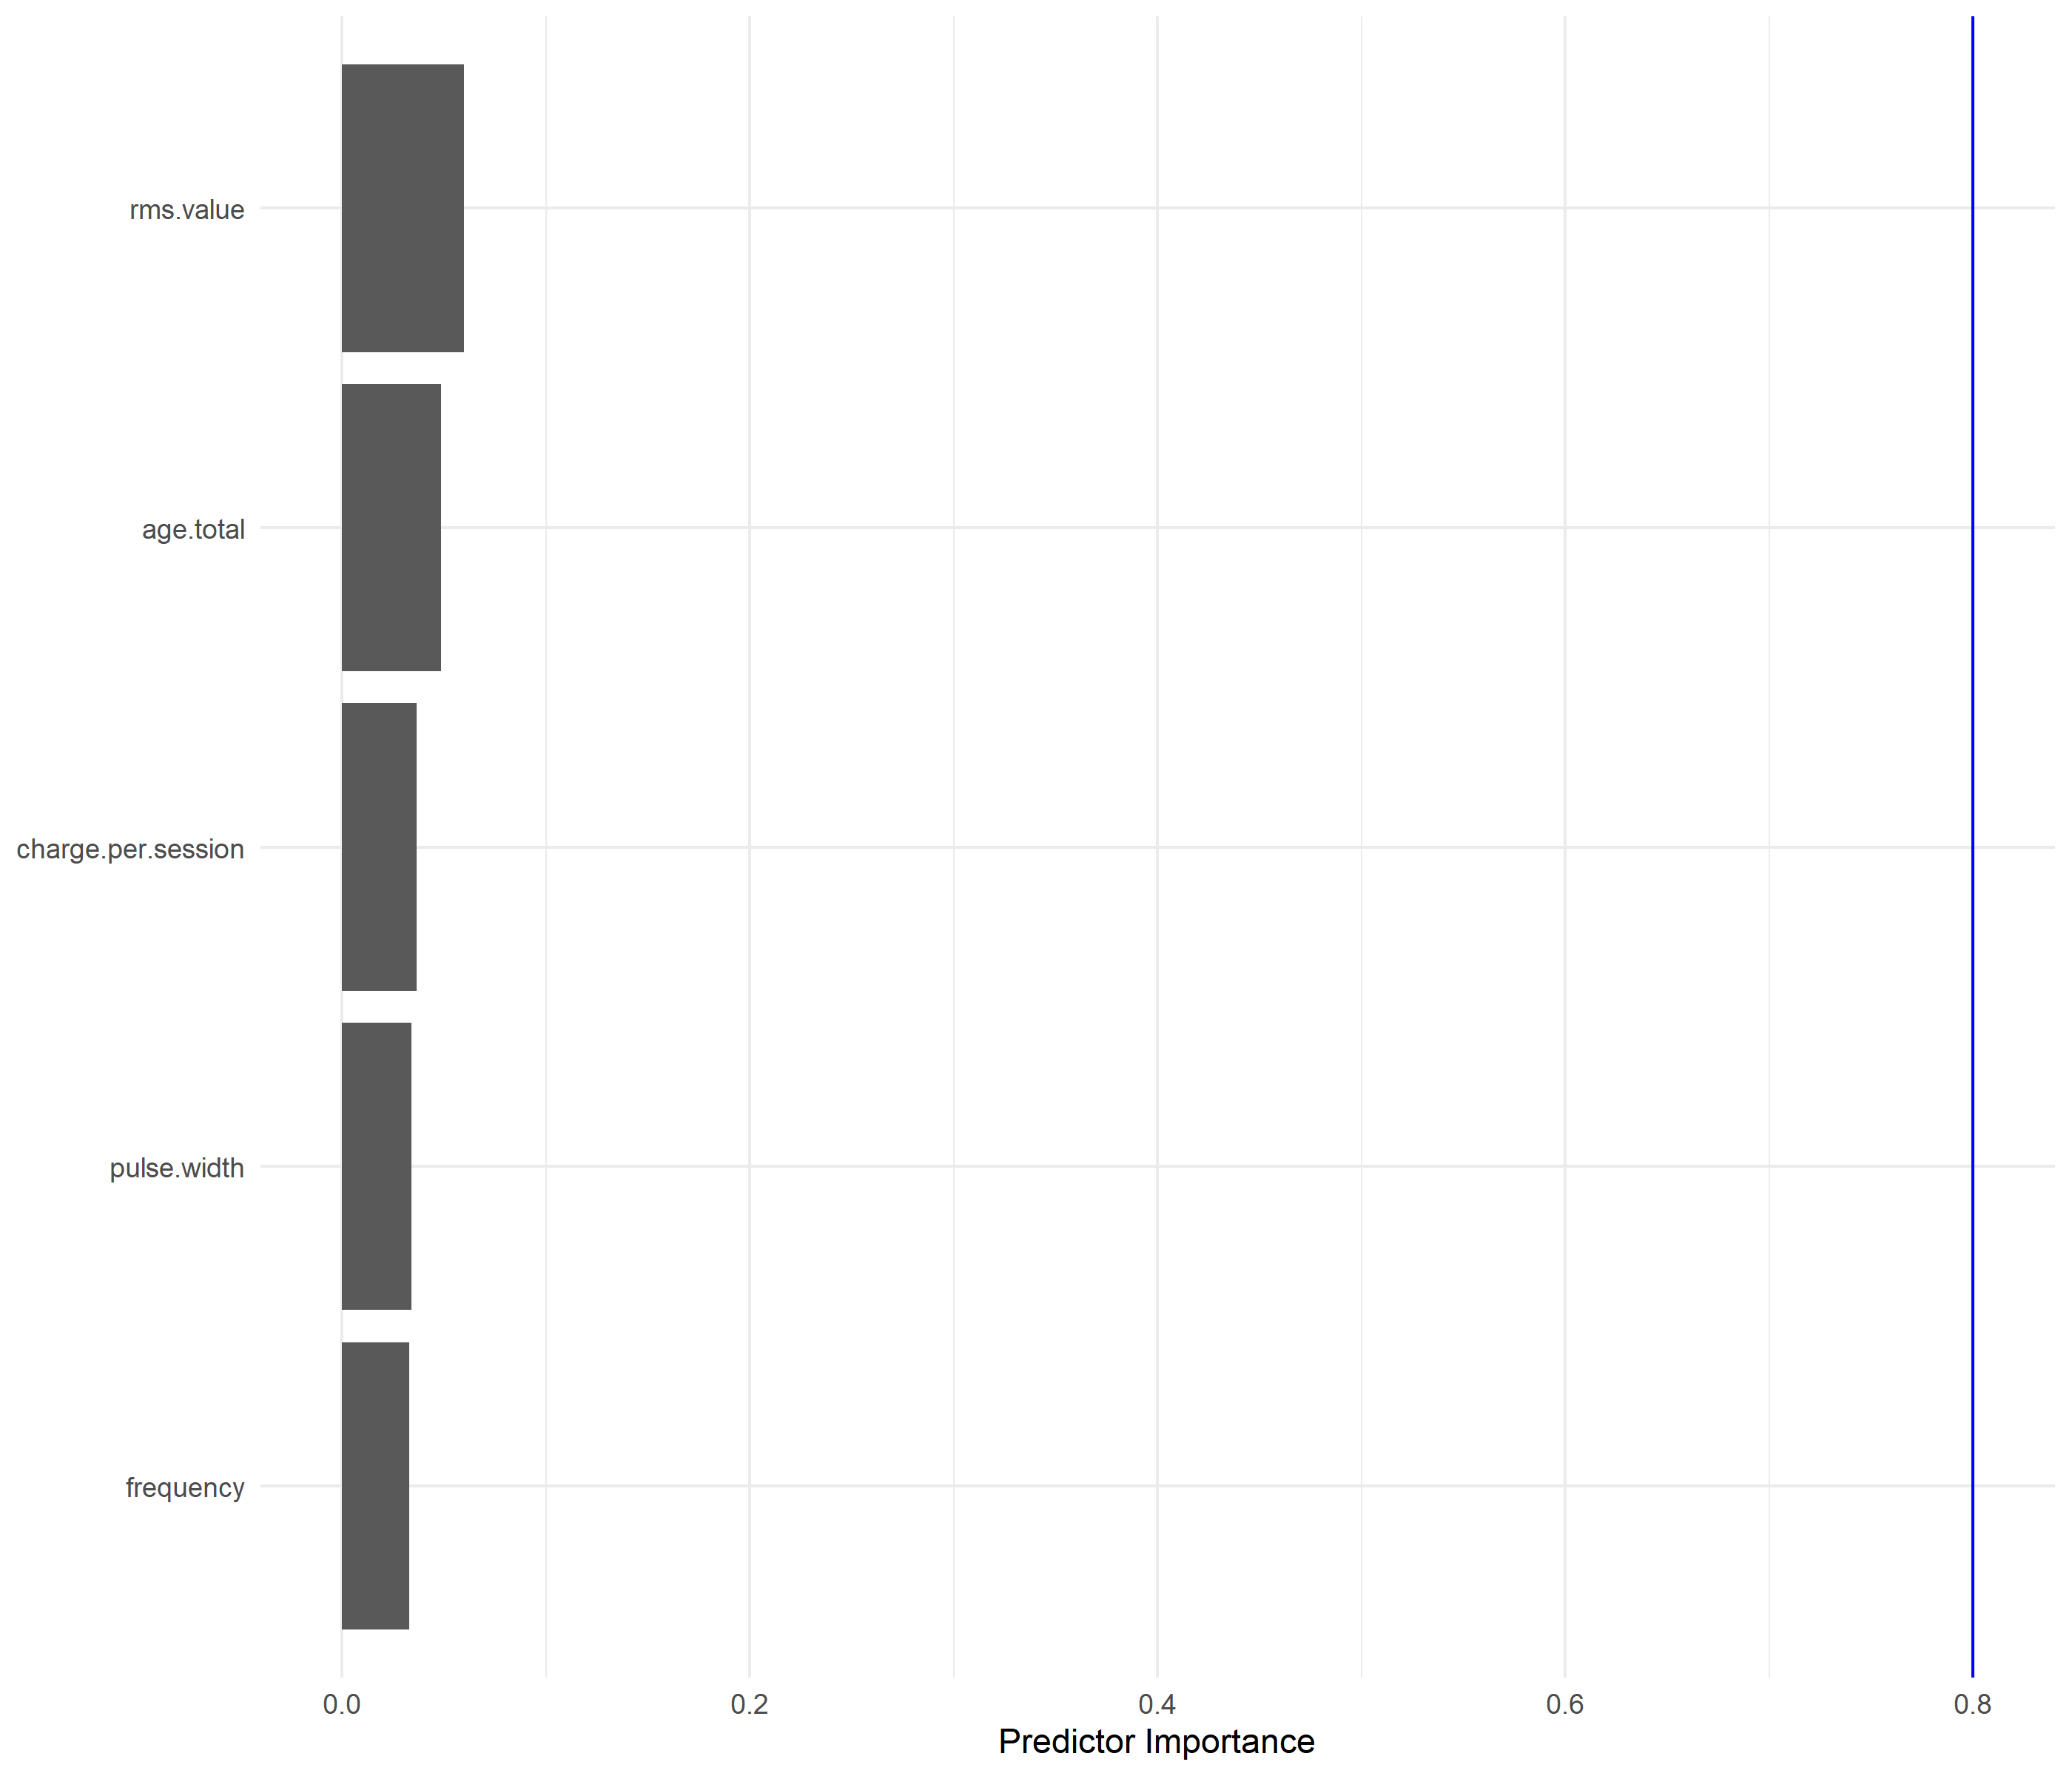 rms.value
age.total
charge.per.session
pulse.width
frequency
0.0 0.2 0.4 0.6 0.8
Predictor Importance